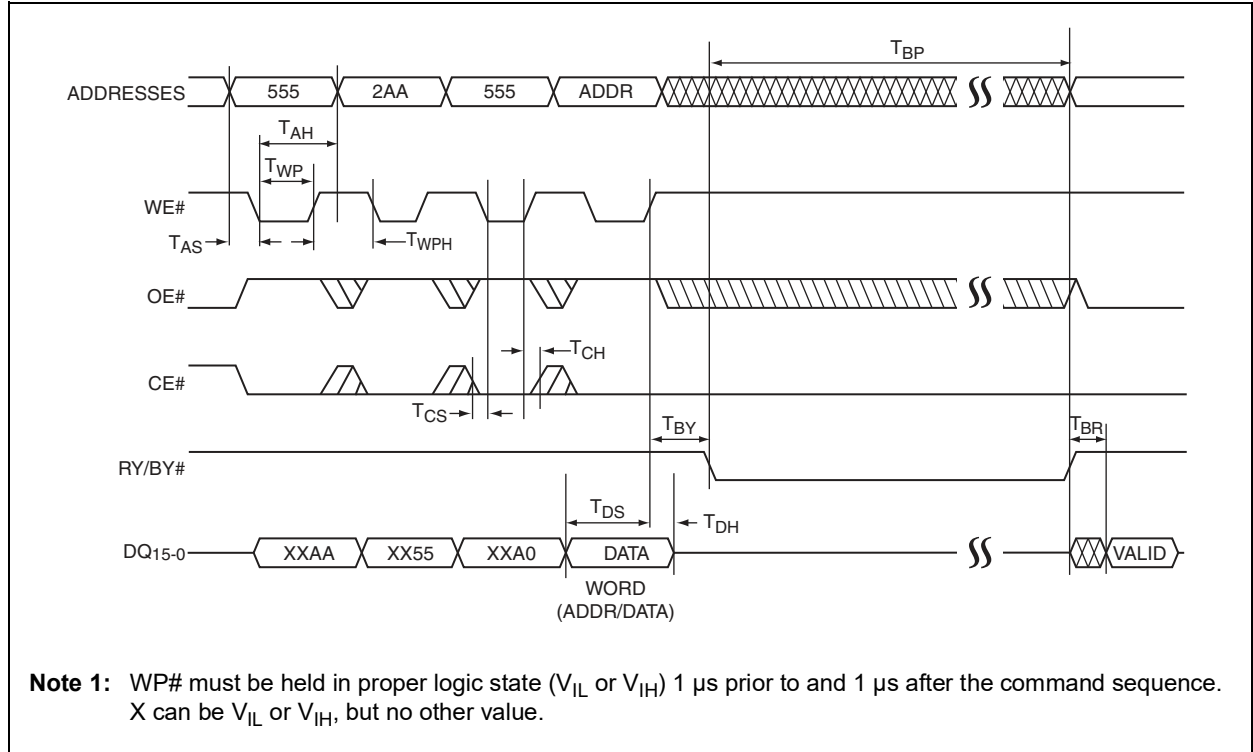 TBP
ADDRESSES 555 2AA 555 ADDR
TAH
TWP
WE#
TAS TWPH
OE#
TCH
CE#
TCS
TBY TBR
RY/BY#
TDS TDH
DQ15-0 XXAA XX55 XXA0 DATA VALID
WORD
(ADDR/DATA)
Note 1: WP# must be held in proper logic state (VIL or VIH) 1 µs prior to and 1 µs after the command sequence.
X can be VIL or VIH, but no other value.